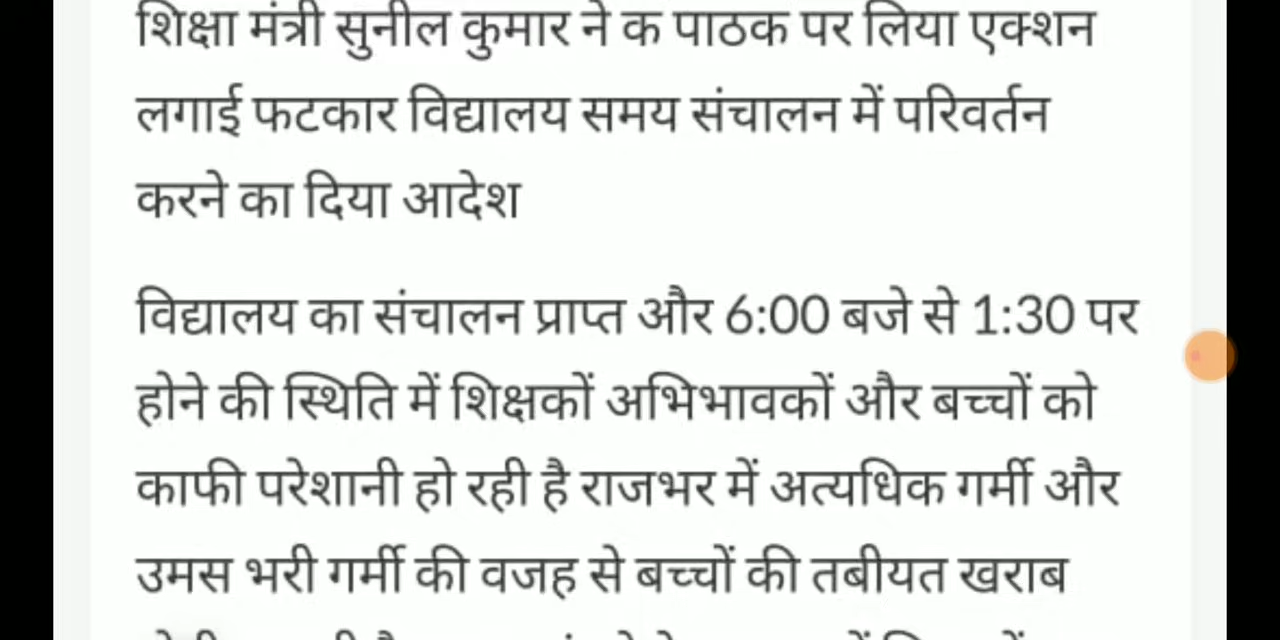 शिक्षा मंत्री सुनील कुमार ने क पाठक पर लिया एक्शन
लगाई फटकार विद्यालय समय संचालन में परिवर्तन
करने का दिया आदेश
विद्यालय का संचालन प्राप्त और 6:00 बजे से 1:30 पर
होने की स्थिति में शिक्षकों अभिभावकों और बच्चों को
काफी परेशानी हो रही है राजभर में अत्यधिक गर्मी और
उमस भरी गर्मी की वजह से बच्चों की तबीयत खराब